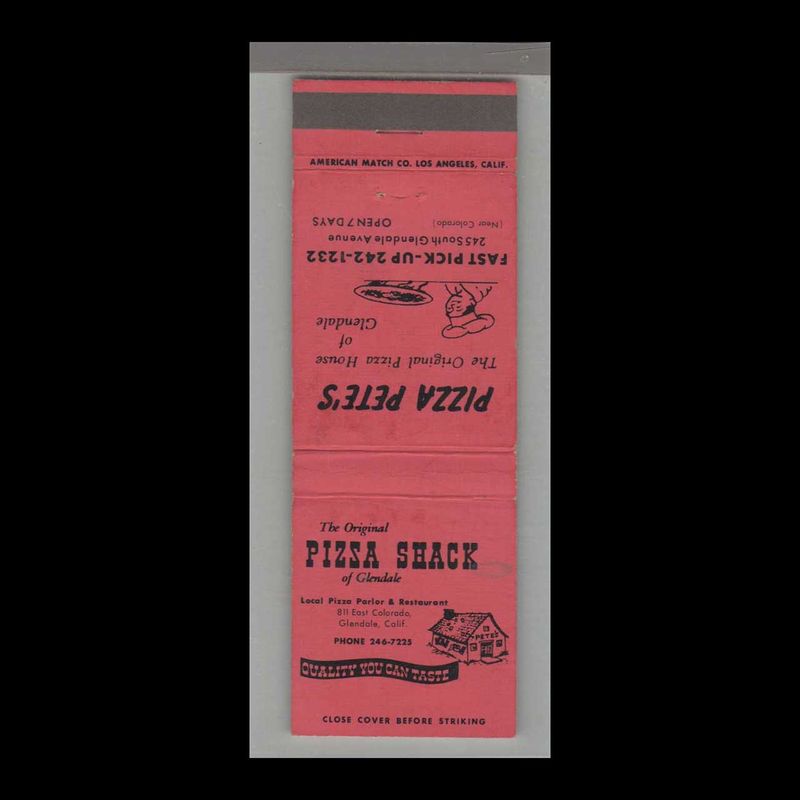 AMERICAN MATCH CO. LOS ANGELES, CALIF.
PIZZA PETE'S
The Original Pizza House
of
Glendale
FAST PICK-UP 242-1232
245 South Glendale Avenue
(Near Colorado) OPEN 7 DAYS
The Original
PIZZA SHACK
of Glendale
Local Pizza Parlor & Restaurant
811 East Colorado,
Glendale, Calif.
PHONE 246-7225
PETE'S
QUALITY YOU CAN TASTE
CLOSE COVER BEFORE STRIKING